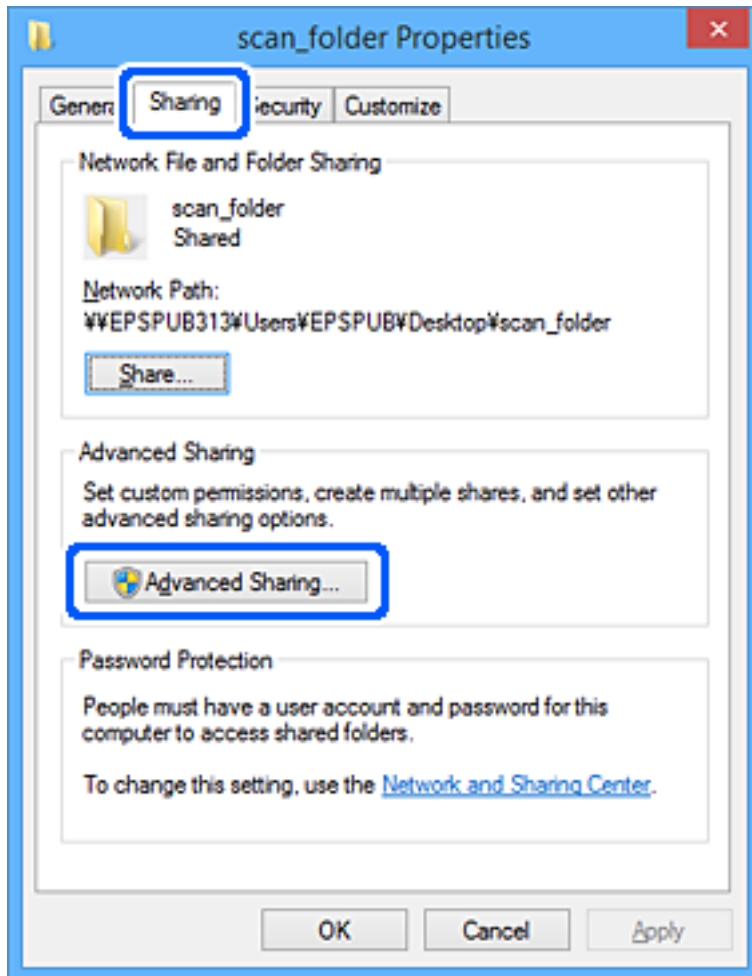 scan_folder Properties
General Sharing Security Customize
Network File and Folder Sharing
scan_folder
Shared
Network Path:
¥¥EPSPUB313¥Users¥EPSPUB¥Desktop¥scan_folder
Share...
Advanced Sharing
Set custom permissions, create multiple shares, and set other
advanced sharing options.
Advanced Sharing...
Password Protection
People must have a user account and password for this
computer to access shared folders.
To change this setting, use the Network and Sharing Center.
OK Cancel Apply